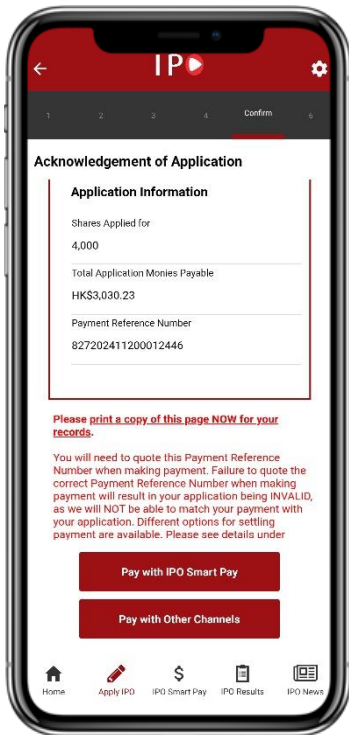 IPO
1 2 3 4 Confirm 6
Acknowledgement of Application
Application Information
Shares Applied for
4,000
Total Application Monies Payable
HK$3,030.23
Payment Reference Number
827202411200012446
Please print a copy of this page NOW for your
records.
You will need to quote this Payment Reference
Number when making payment. Failure to quote the
correct Payment Reference Number when making
payment will result in your application being INVALID,
as we will NOT be able to match your payment with
your application. Different options for settling
payment are available. Please see details under
Pay with IPO Smart Pay
Pay with Other Channels
Home Apply IPO IPO Smart Pay IPO Results IPO News